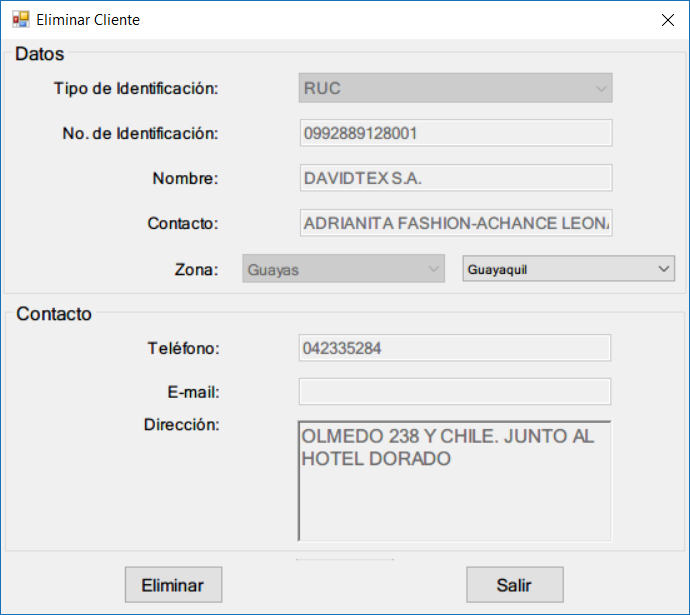 Eliminar Cliente
Datos
Tipo de Identificación: RUC
No. de Identificación: 0992889128001
Nombre: DAVIDTEX S.A.
Contacto: ADRIANITA FASHION-ACHANCE
Zona: Guayas Guayaquil
Contacto
Teléfono: 042335284
E-mail:
Dirección: OLMEDO 238 Y CHILE. JUNTO AL
HOTEL DORADO
Eliminar Salir